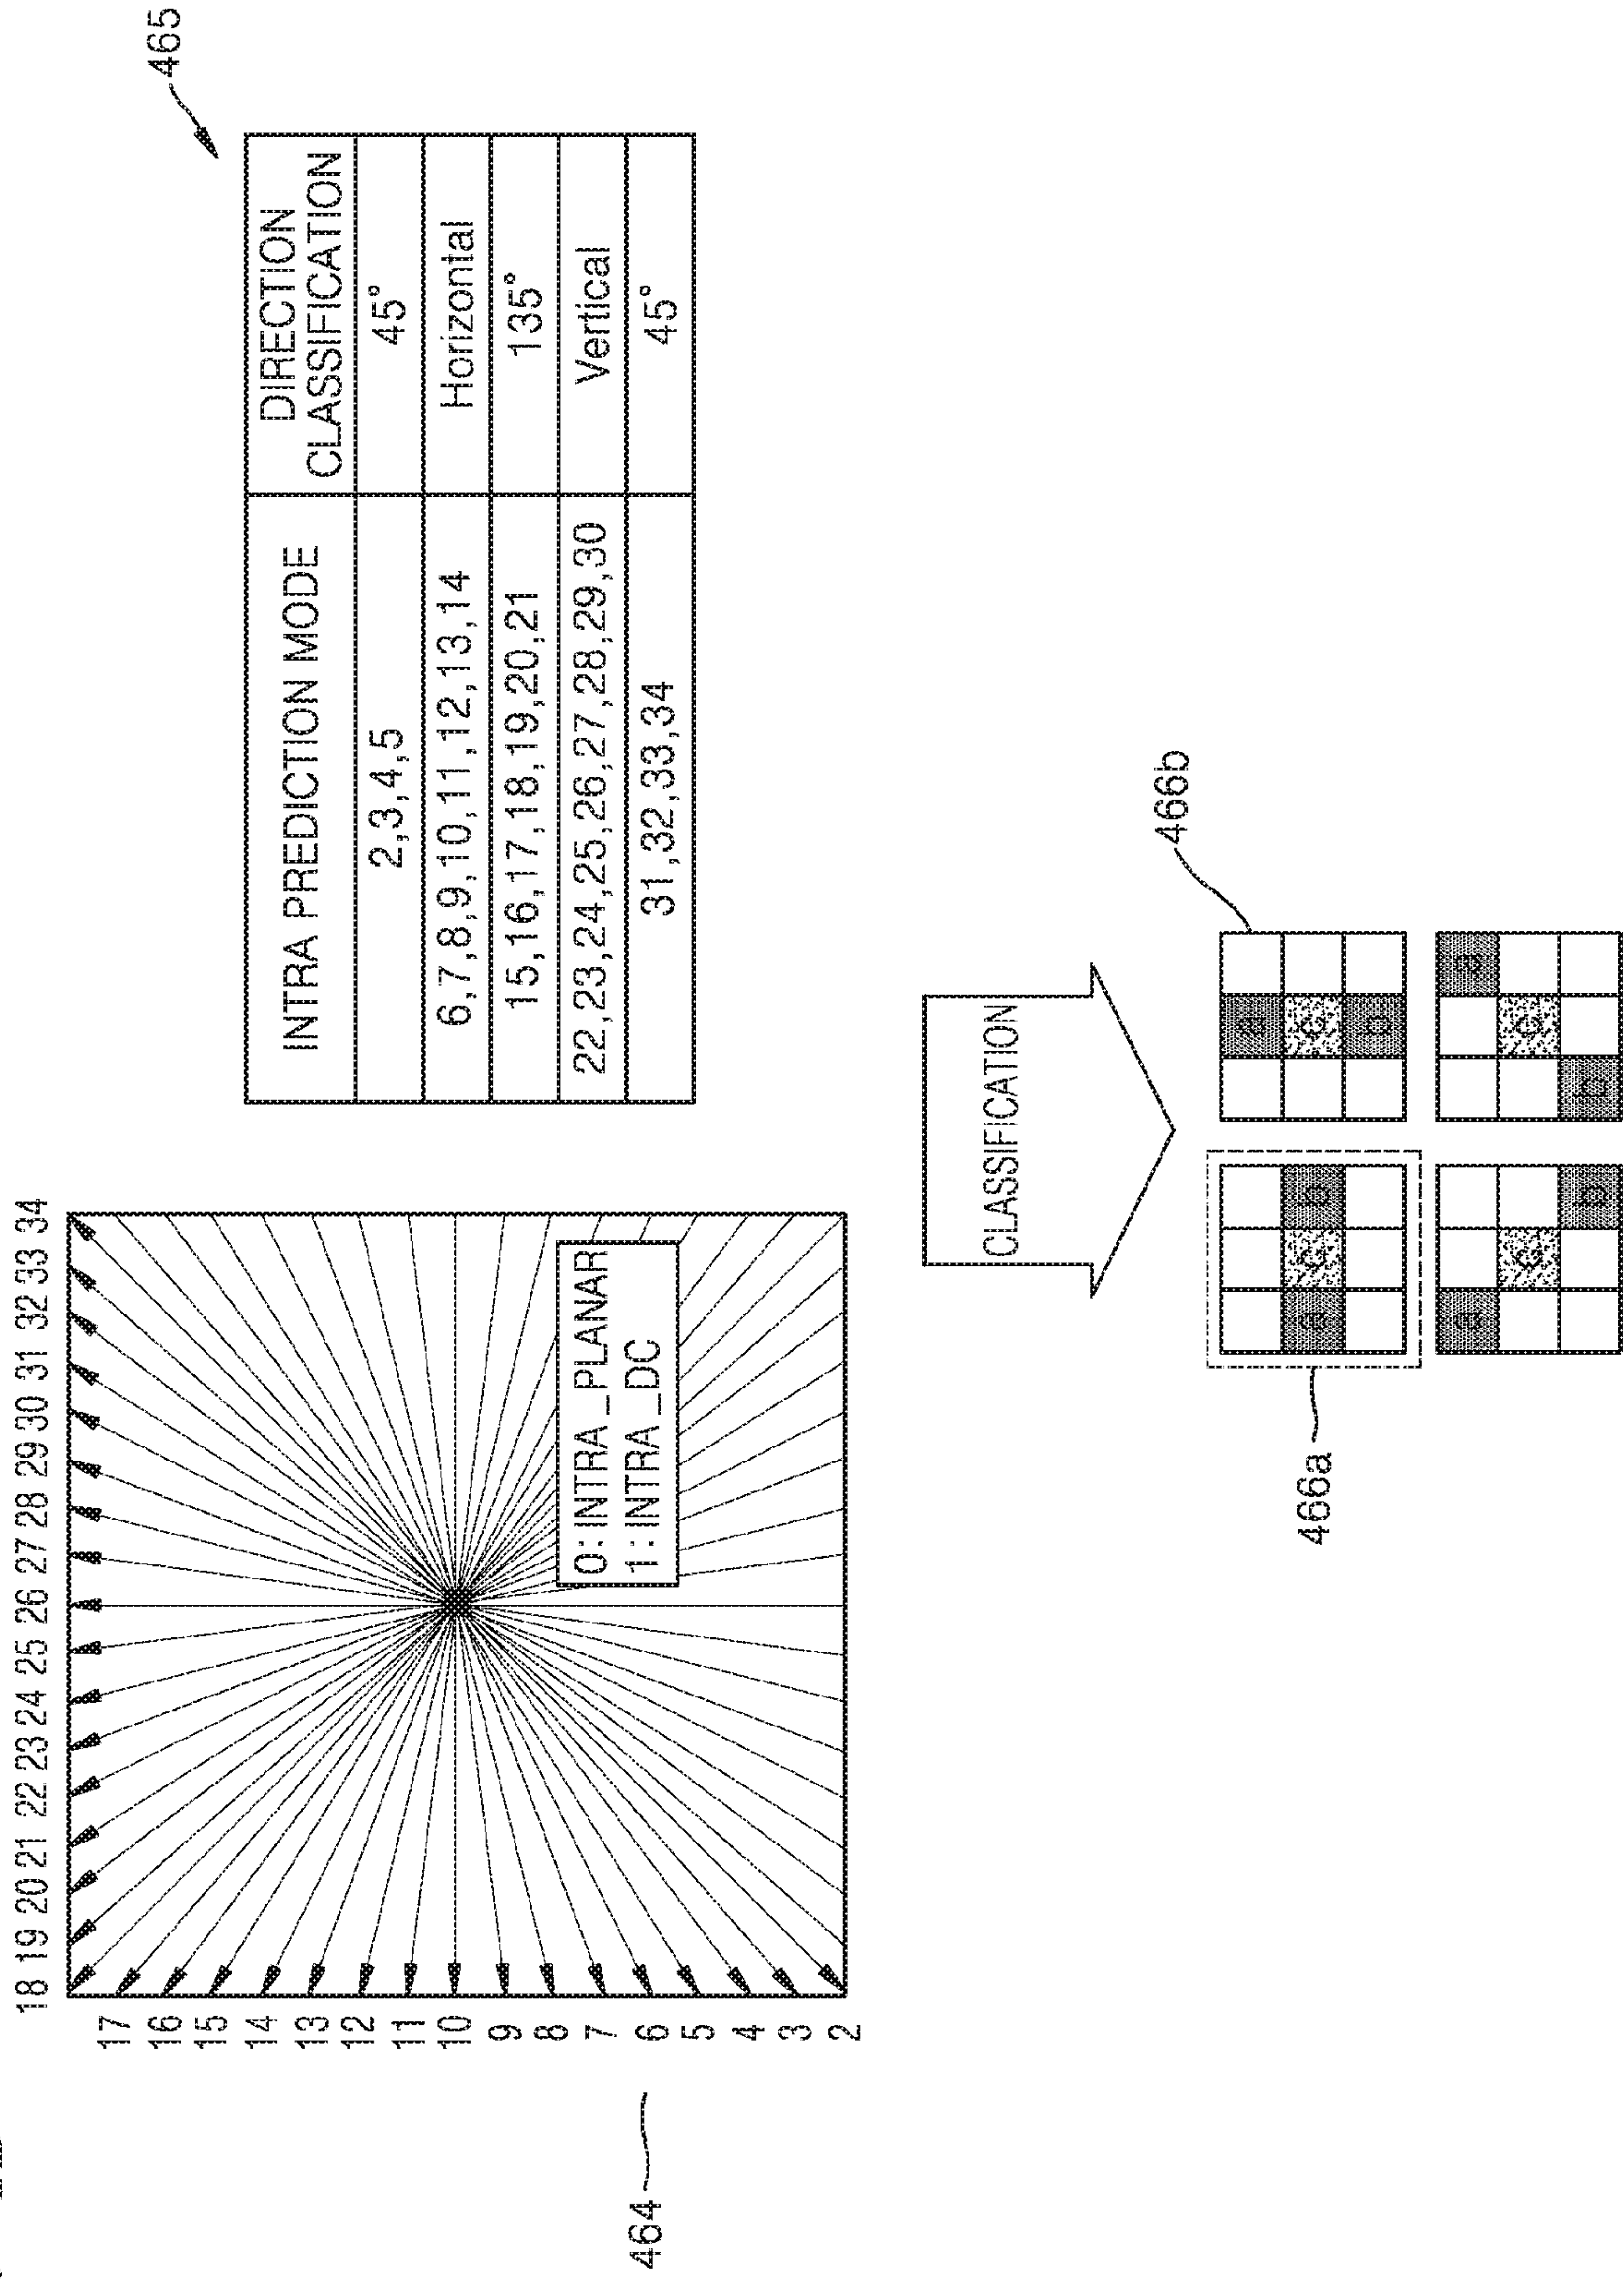 465
18 19 20 21 22 23 24 25 26 27 28 29 30 31 32 33 34
17
16
15
14
13
12
11
10
9
8
7
6
5
4
3
2
0: INTRA_PLANAR
1: INTRA_DC
464
INTRA PREDICTION MODE
DIRECTION CLASSIFICATION
2,3,4,5
45°
6,7,8,9,10,11,12,13,14
Horizontal
15,16,17,18,19,20,21
135°
22,23,24,25,26,27,28,29,30
Vertical
31,32,33,34
45°
CLASSIFICATION
466a
466b
a c b
a
c
b
a
c
b
a
c
b